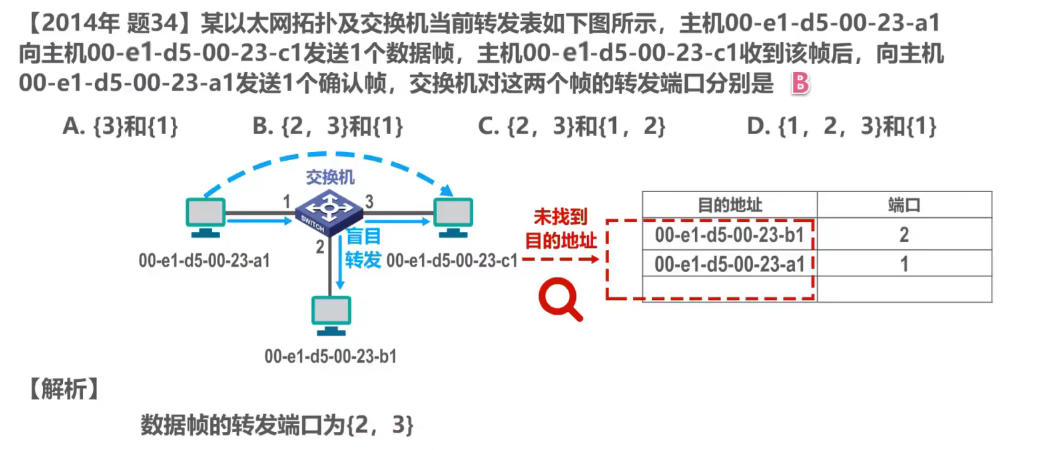 【2014年 题34】某以太网拓扑及交换机当前转发表如下图所示，主机00-e1-d5-00-23-a1
向主机00-e1-d5-00-23-c1发送1个数据帧，主机00-e1-d5-00-23-c1收到该帧后，向主机
00-e1-d5-00-23-a1发送1个确认帧，交换机对这两个帧的转发端口分别是 B
A. {3}和{1} B. {2，3}和{1} C. {2，3}和{1，2} D. {1，2，3}和{1}
交换机
1 3
SWITCH
2
盲目
转发
00-e1-d5-00-23-a1
00-e1-d5-00-23-c1
00-e1-d5-00-23-b1
未找到
目的地址
目的地址 端口
00-e1-d5-00-23-b1 2
00-e1-d5-00-23-a1 1
【解析】
数据帧的转发端口为{2，3}